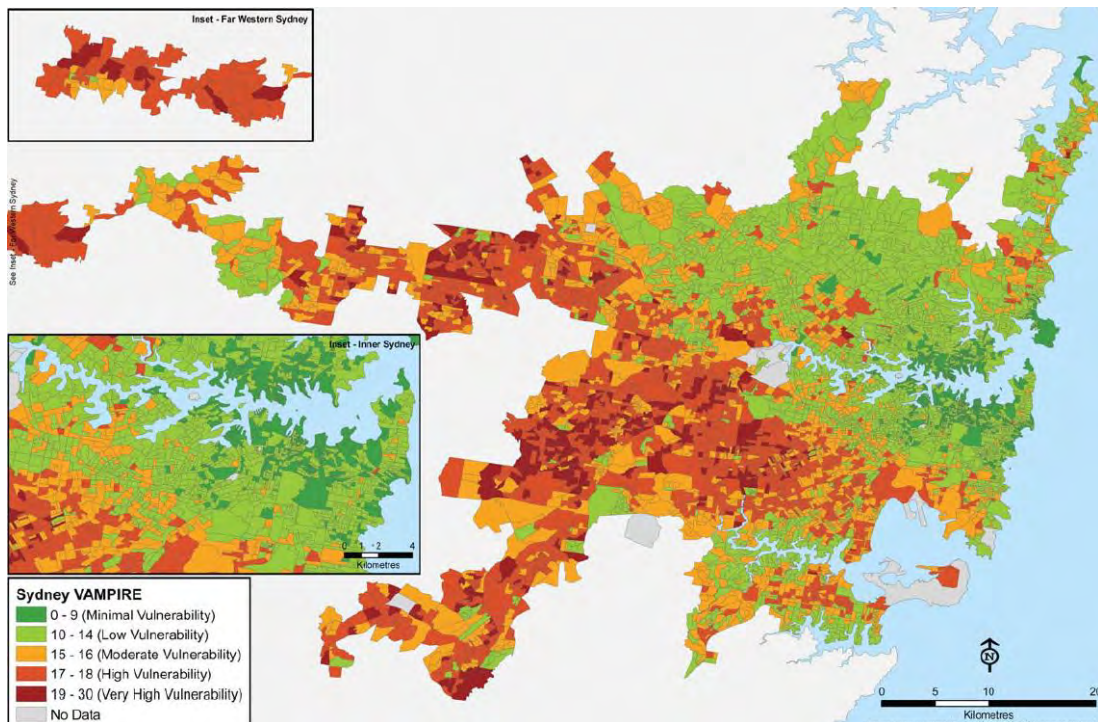 Inset - Far Western Sydney
See Inset - Far Western Sydney
Inset - Inner Sydney
0 1 2 4
Kilometres
Sydney VAMPIRE
0 - 9 (Minimal Vulnerability)
10 - 14 (Low Vulnerability)
15 - 16 (Moderate Vulnerability)
17 - 18 (High Vulnerability)
19 - 30 (Very High Vulnerability)
No Data
N
0 5 10 20
Kilometres